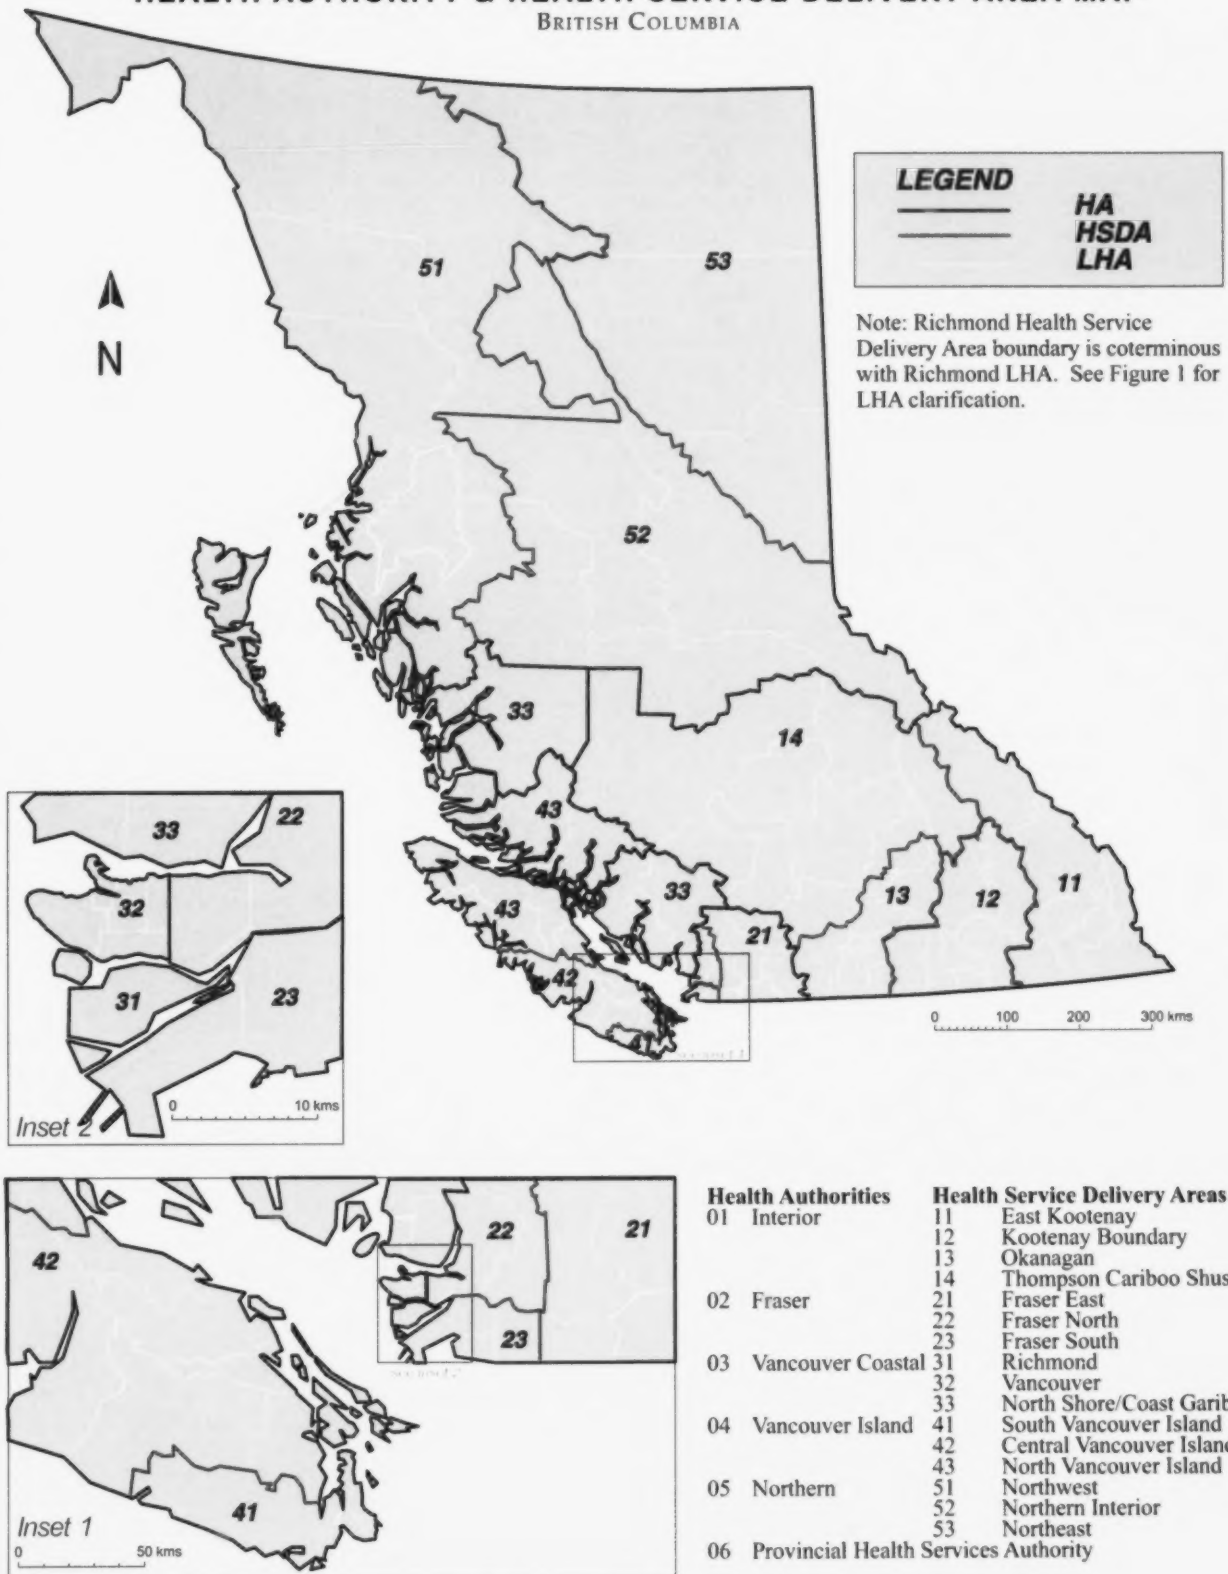 BRITISH COLUMBIA
LEGEND
HA
HSDA
LHA
Note: Richmond Health Service
Delivery Area boundary is coterminous
with Richmond LHA. See Figure 1 for
LHA clarification.
N
51
53
52
33
14
43
33
43
42
41
21
13
12
11
0 100 200 300 kms
33
22
32
31
23
0 10 kms
Inset 2
42
22
21
23
41
Inset 1
0 50 kms
Health Authorities Health Service Delivery Areas
01 Interior 11 East Kootenay
12 Kootenay Boundary
13 Okanagan
14 Thompson Cariboo
02 Fraser 21 Fraser East
22 Fraser North
23 Fraser South
03 Vancouver Coastal 31 Richmond
32 Vancouver
33 North Shore/Coast
04 Vancouver Island 41 South Vancouver Island
42 Central Vancouver Island
43 North Vancouver Island
05 Northern 51 Northwest
52 Northern Interior
53 Northeast
06 Provincial Health Services Authority